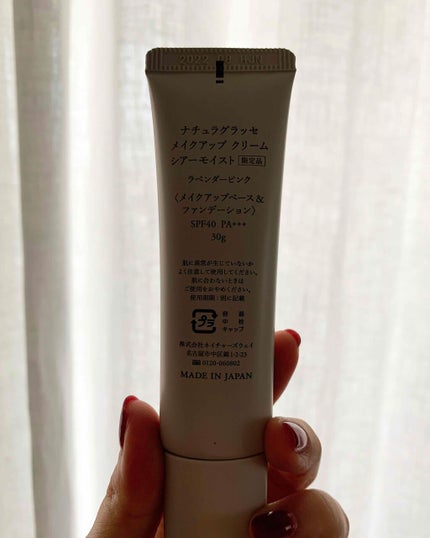 2022 08 HKN
ナチュラグラッセ
メイクアップ クリーム
シアーモイスト 限定品
ラベンダーピンク
〈メイクアップベース&
ファンデーション〉
SPF40 PA+++
30g
肌に異常が生じていないか
よく注意して使用してください。
肌に合わないときは
ご使用をおやめください。
使用期限:別に記載
プラ
容器
中栓
キャップ
株式会社ネイチャーズウェイ
名古屋市中区錦1-2-23
0120-060802
MADE IN JAPAN